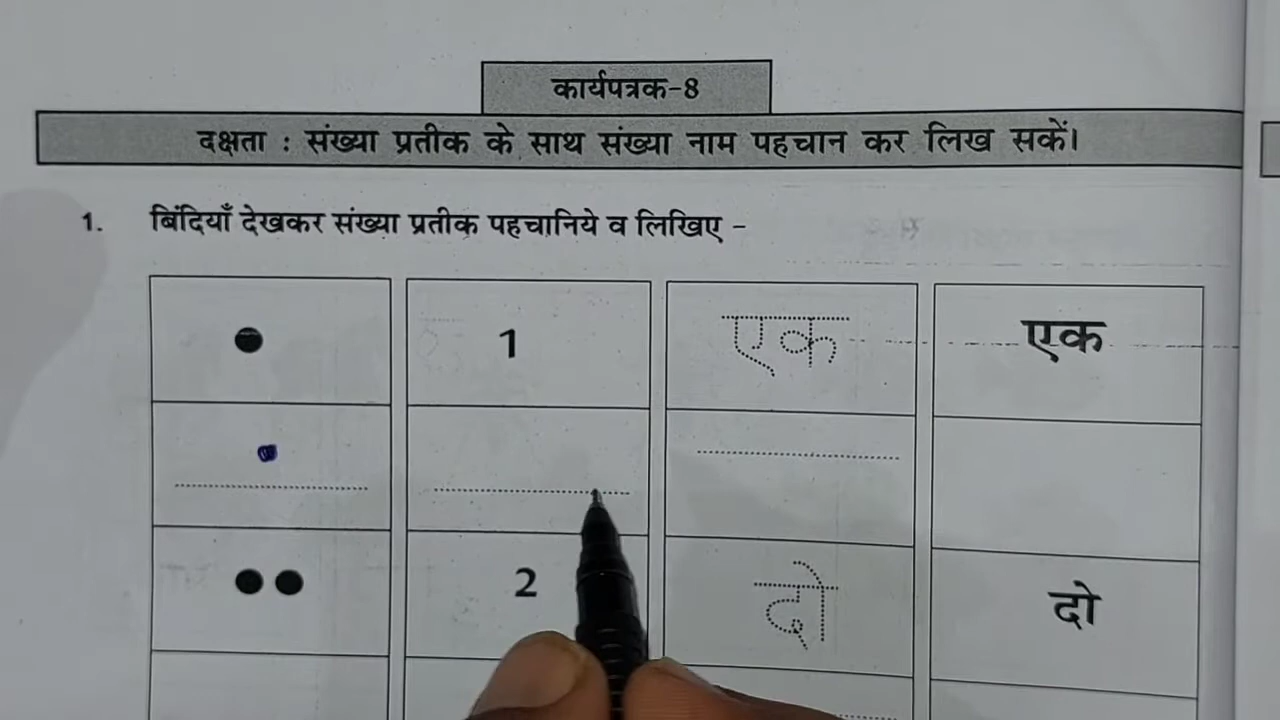 कार्यपत्रक-8
दक्षता : संख्या प्रतीक के साथ संख्या नाम पहचान कर लिख सकें।
1. बिंदियाँ देखकर संख्या प्रतीक पहचानिये व लिखिए -
1 एक एक
2 दो दो